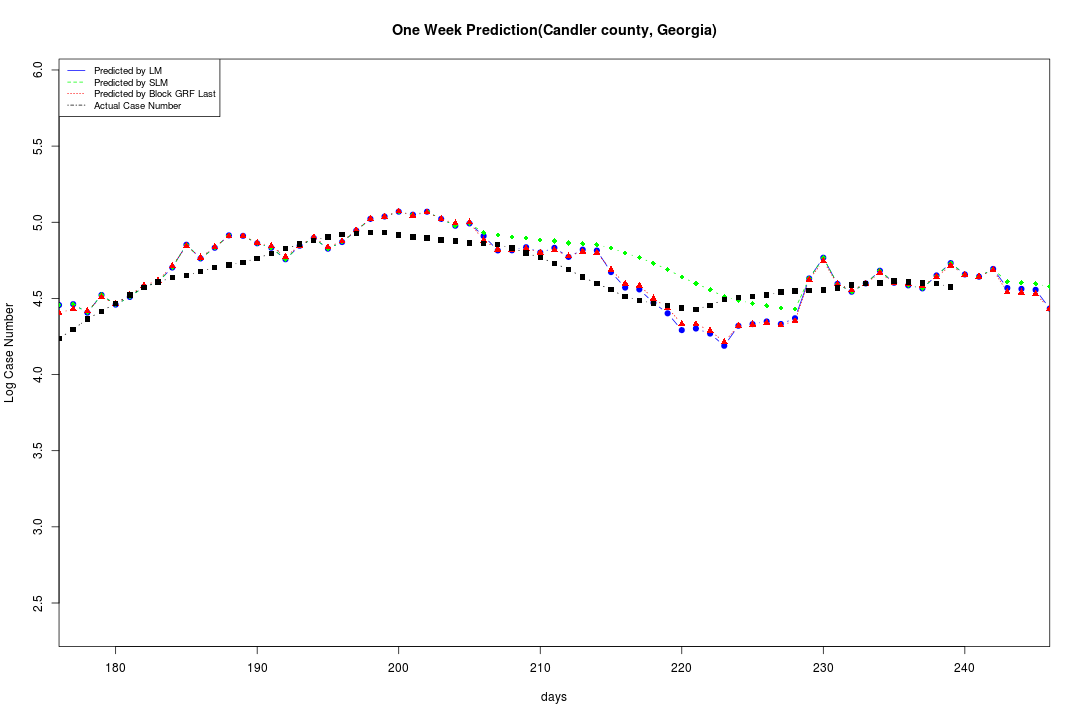 One Week Prediction(Candler county, Georgia)
Predicted by LM
Predicted by SLM
Predicted by Block GRF Last
Actual Case Number
Log Case Number
6.0
5.5
5.0
4.5
4.0
3.5
3.0
2.5
180 190 200 210 220 230 240
days